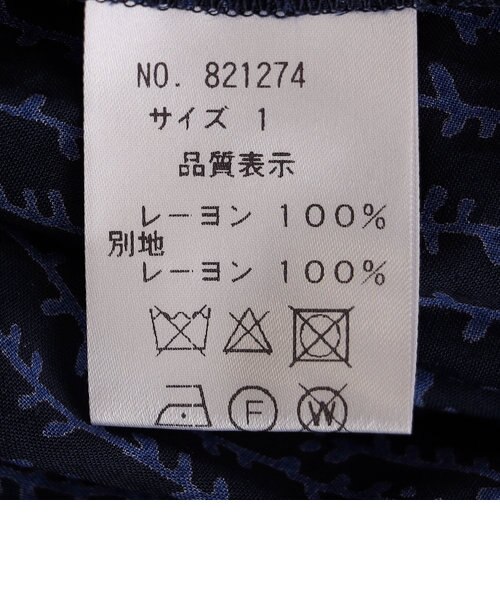 NO. 821274
サイズ 1
品質表示
レーヨン 100%
別地
レーヨン 100%
F
W